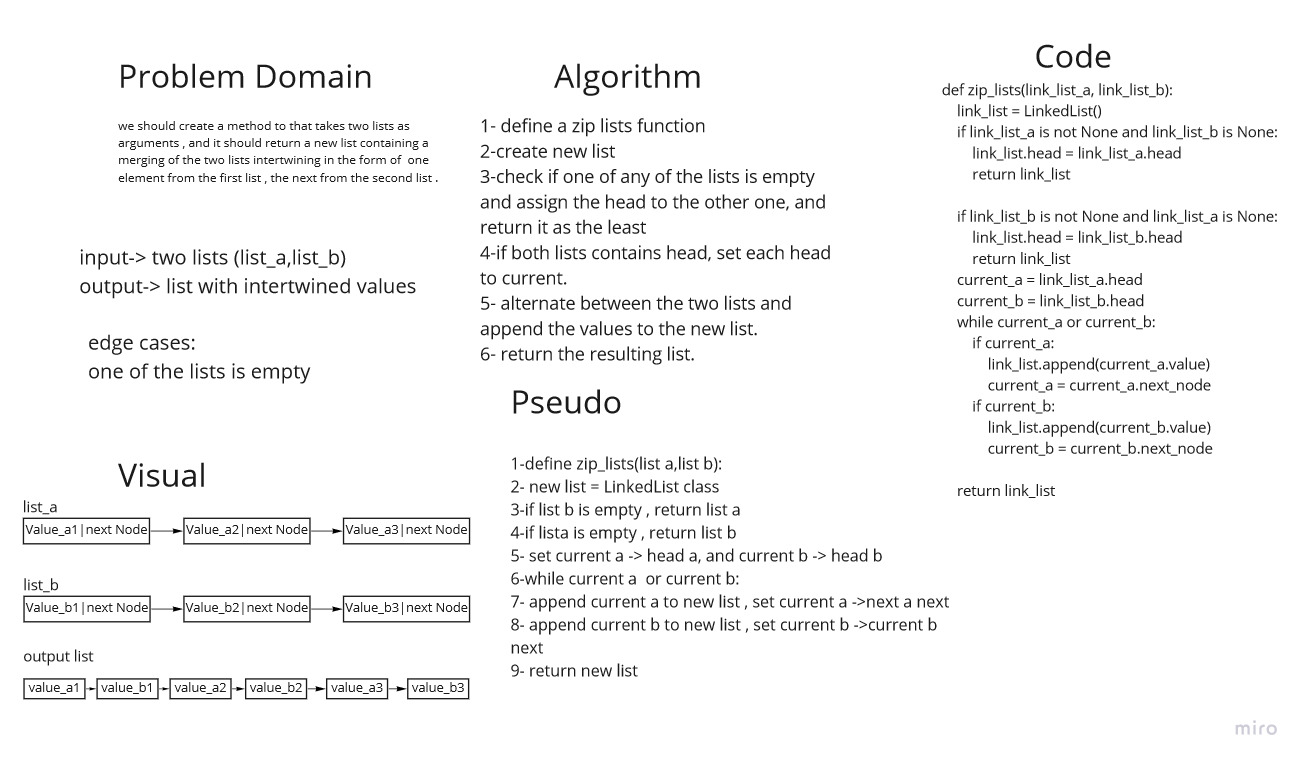 Problem Domain
we should create a method to that takes two lists as
arguments , and it should return a new list containing a
merging of the two lists intertwining in the form of  one
element from the first list , the next from the second list .
input-> two lists (list_a,list_b)
output-> list with intertwined values
edge cases:
one of the lists is empty
Visual
list_a
Value_a1|next Node
Value_a2|next Node
Value_a3|next Node
list_b
Value_b1|next Node
Value_b2|next Node
Value_b3|next Node
output list
value_a1
value_b1
value_a2
value_b2
value_a3
value_b3
Algorithm
1- define a zip lists function
2-create new list
3-check if one of any of the lists is empty
and assign the head to the other one, and
return it as the least
4-if both lists contains head, set each head
to current.
5- alternate between the two lists and
append the values to the new list.
6- return the resulting list.
Pseudo
1-define zip_lists(list a,list b):
2- new list = LinkedList class
3-if list b is empty , return list a
4-if lista is empty , return list b
5- set current a -> head a, and current b -> head b
6-while current a  or current b:
7- append current a to new list , set current a ->next a next
8- append current b to new list , set current b ->current b
next
9- return new list
Code
def zip_lists(link_list_a, link_list_b):
    link_list = LinkedList()
    if link_list_a is not None and link_list_b is None:
        link_list.head = link_list_a.head
        return link_list
    if link_list_b is not None and link_list_a is None:
        link_list.head = link_list_b.head
        return link_list
    current_a = link_list_a.head
    current_b = link_list_b.head
    while current_a or current_b:
        if current_a:
            link_list.append(current_a.value)
            current_a = current_a.next_node
        if current_b:
            link_list.append(current_b.value)
            current_b = current_b.next_node
    return link_list
miro